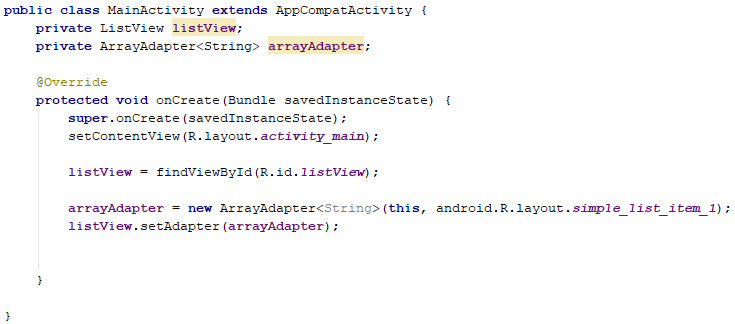 public class MainActivity extends AppCompatActivity {
    private ListView listView;
    private ArrayAdapter<String> arrayAdapter;

    @Override
    protected void onCreate(Bundle savedInstanceState) {
        super.onCreate(savedInstanceState);
        setContentView(R.layout.activity_main);

        listView = findViewById(R.id.listView);

        arrayAdapter = new ArrayAdapter<String>(this, android.R.layout.simple_list_item_1);
        listView.setAdapter(arrayAdapter);


    }

}